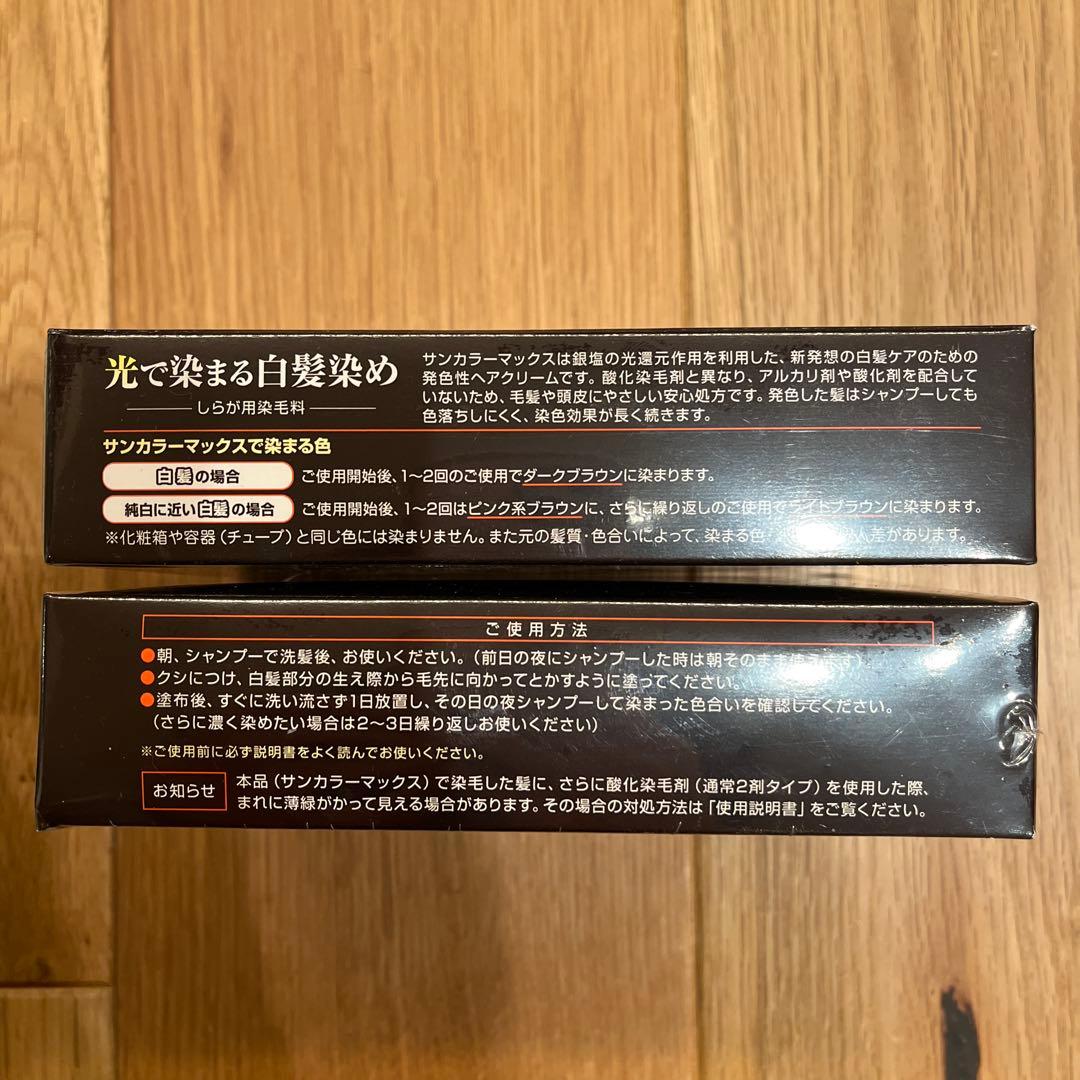 光で染まる白髪染め
しらが用染毛料
サンカラーマックスは銀塩の光還元作用を利用した、新発想の白髪ケアのための
発色性ヘアクリームです。酸化染毛剤と異なり、アルカリ剤や酸化剤を配合して
いないため、毛髪や頭皮にやさしい安心処方です。発色した髪はシャンプーしても
色落ちしにくく、染色効果が長く続きます。
サンカラーマックスで染まる色
白髪の場合 ご使用開始後、1〜2回のご使用でダークブラウンに染まります。
純白に近い白髪の場合 ご使用開始後、1〜2回はピンク系ブラウンに、さらに繰り返しのご使用でライトブラウンに染まります。
※化粧箱や容器(チューブ)と同じ色には染まりません。また元の髪質・色合いによって、染まる色 人差があります。
ご使用方法
●朝、シャンプーで洗髪後、お使いください。(前日の夜にシャンプーした時は朝そのまま使えます)
●クシにつけ、白髪部分の生え際から毛先に向かってとかすように塗ってください。
●塗布後、すぐに洗い流さず1日放置し、その日の夜シャンプーして染まった色合いを確認してください。
(さらに濃く染めたい場合は2〜3日繰り返しお使いください)
※ご使用前に必ず説明書をよく読んでお使いください。
お知らせ 本品(サンカラーマックス)で染毛した髪に、さらに酸化染毛剤(通常2剤タイプ)を使用した際、
まれに薄緑がかって見える場合があります。その場合の対処方法は「使用説明書」をご覧ください。